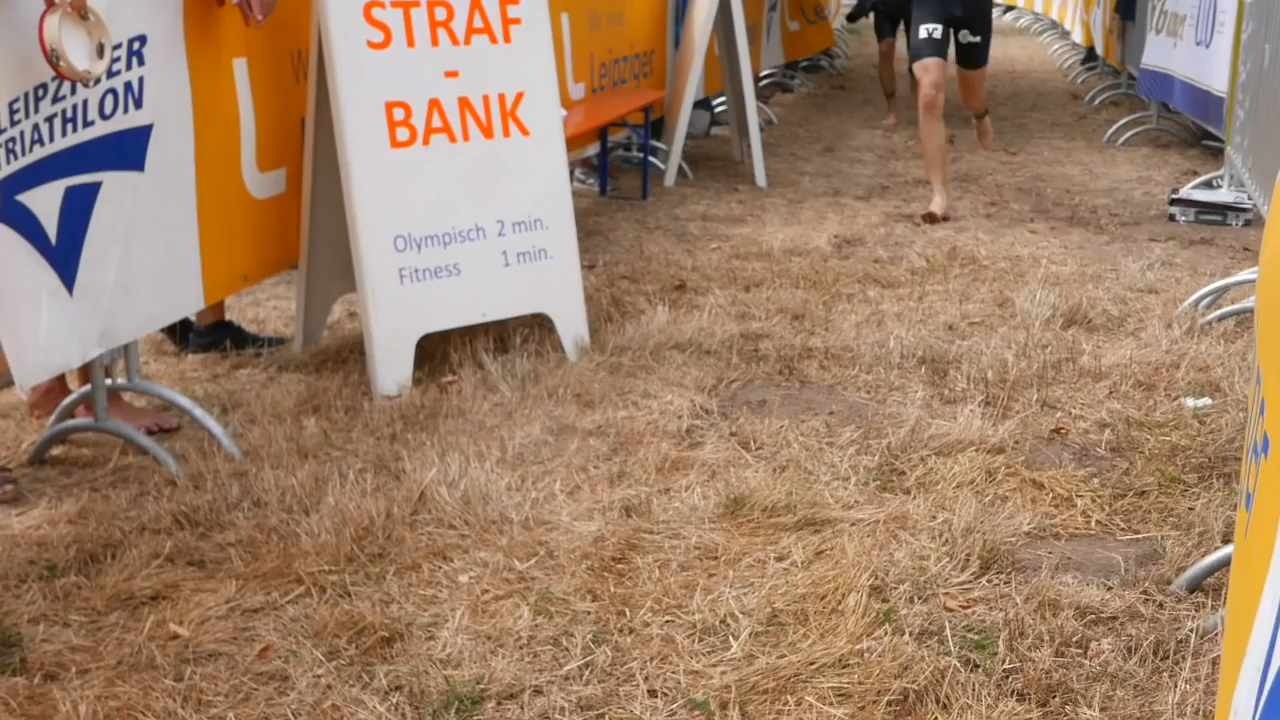 LEIPZIGER
TRIATHLON
STRAF
-
BANK
Olympisch 2 min.
Fitness 1 min.
Leipziger